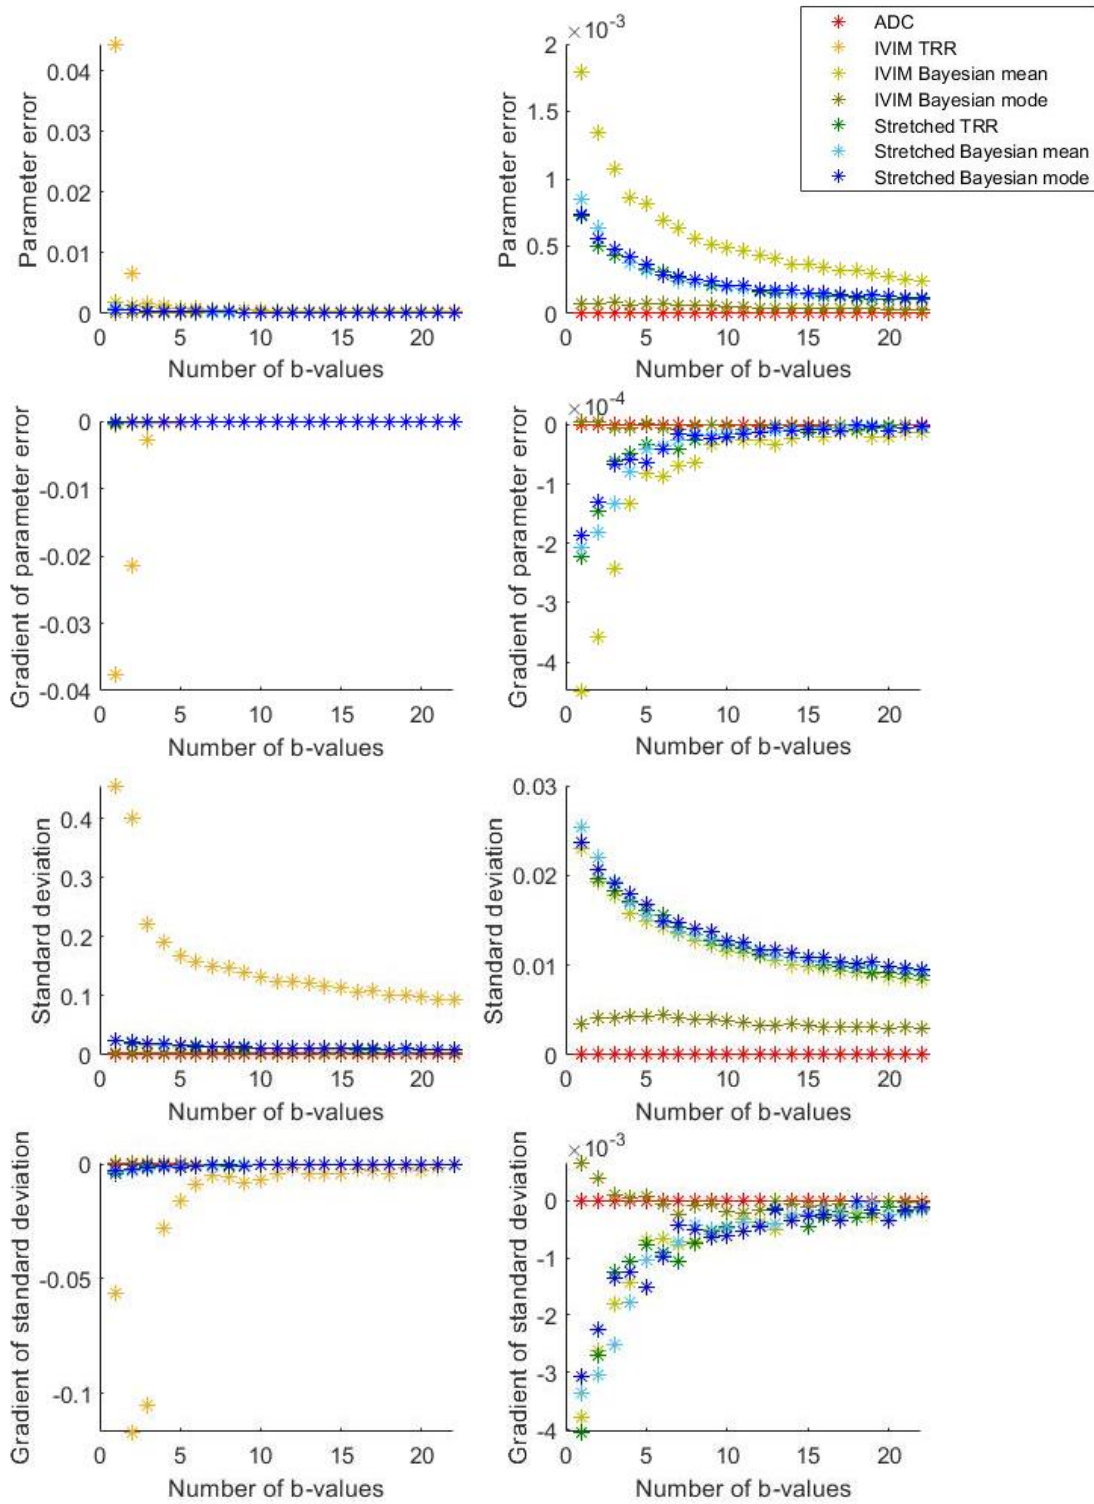 ADC
IVIM TRR
IVIM Bayesian mean
IVIM Bayesian mode
Stretched TRR
Stretched Bayesian mean
Stretched Bayesian mode
Parameter error
0.04
0.03
0.02
0.01
0
0 5 10 15 20
Number of b-values
×10-3
Parameter error
2
1.5
1
0.5
0
0 5 10 15 20
Number of b-values
Gradient of parameter error
0
-0.01
-0.02
-0.03
-0.04
0 5 10 15 20
Number of b-values
×10-4
Gradient of parameter error
0
-1
-2
-3
-4
0 5 10 15 20
Number of b-values
Standard deviation
0.4
0.3
0.2
0.1
0
0 5 10 15 20
Number of b-values
Standard deviation
0.03
0.02
0.01
0
0 5 10 15 20
Number of b-values
Gradient of standard deviation
0
-0.05
-0.1
0 5 10 15 20
Number of b-values
×10-3
Gradient of standard deviation
0
-1
-2
-3
-4
0 5 10 15 20
Number of b-values